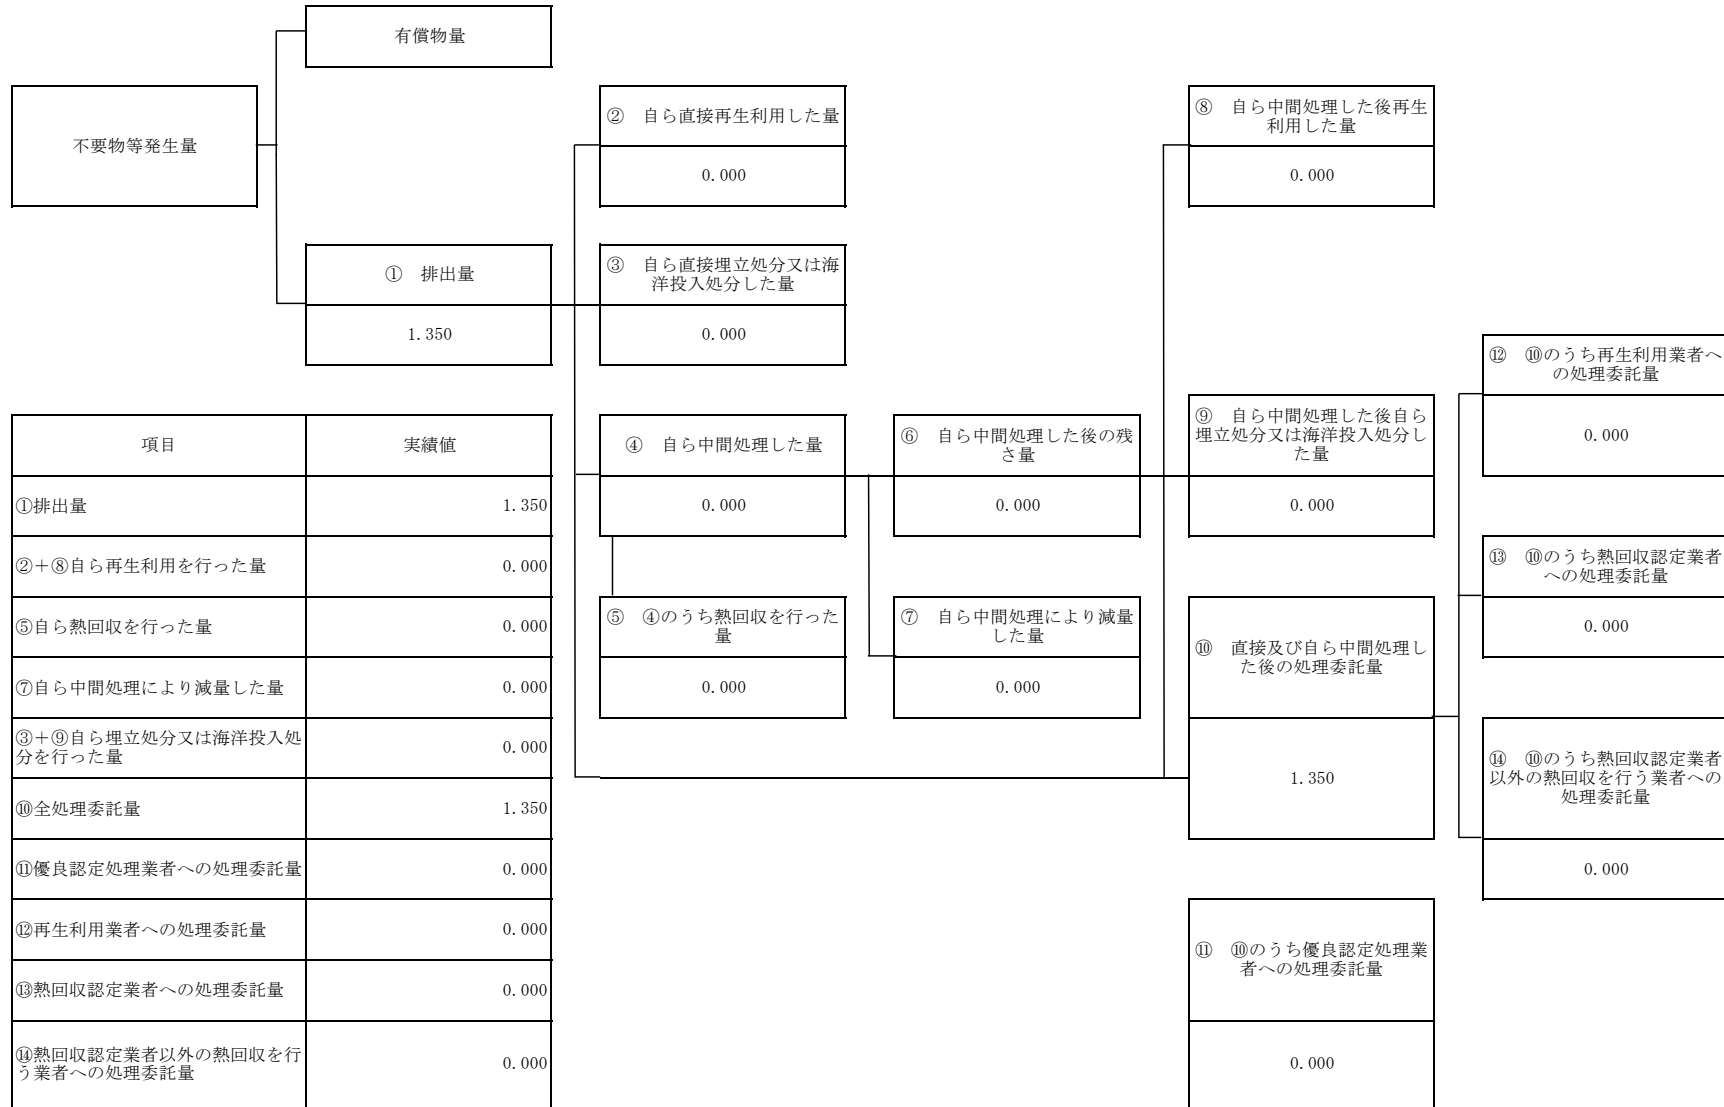 有償物量
不要物等発生量
② 自ら直接再生利用した量
0.000
⑧ 自ら中間処理した後再生
利用した量
0.000
① 排出量
1.350
③ 自ら直接埋立処分又は海
洋投入処分した量
0.000
④ 自ら中間処理した量
0.000
⑥ 自ら中間処理した後の残
さ量
0.000
⑨ 自ら中間処理した後自ら
埋立処分又は海洋投入処分し
た量
0.000
⑫ ⑩のうち再生利用業者へ
の処理委託量
0.000
⑤ ④のうち熱回収を行った
量
0.000
⑦ 自ら中間処理により減量
した量
0.000
⑩ 直接及び自ら中間処理し
た後の処理委託量
1.350
⑬ ⑩のうち熱回収認定業者
への処理委託量
0.000
⑭ ⑩のうち熱回収認定業者
以外の熱回収を行う業者への
処理委託量
0.000
⑪ ⑩のうち優良認定処理業
者への処理委託量
0.000
項目 実績値
①排出量 1.350
②＋⑧自ら再生利用を行った量 0.000
⑤自ら熱回収を行った量 0.000
⑦自ら中間処理により減量した量 0.000
③＋⑨自ら埋立処分又は海洋投入処
分を行った量 0.000
⑩全処理委託量 1.350
⑪優良認定処理業者への処理委託量 0.000
⑫再生利用業者への処理委託量 0.000
⑬熱回収認定業者への処理委託量 0.000
⑭熱回収認定業者以外の熱回収を行
う業者への処理委託量 0.000